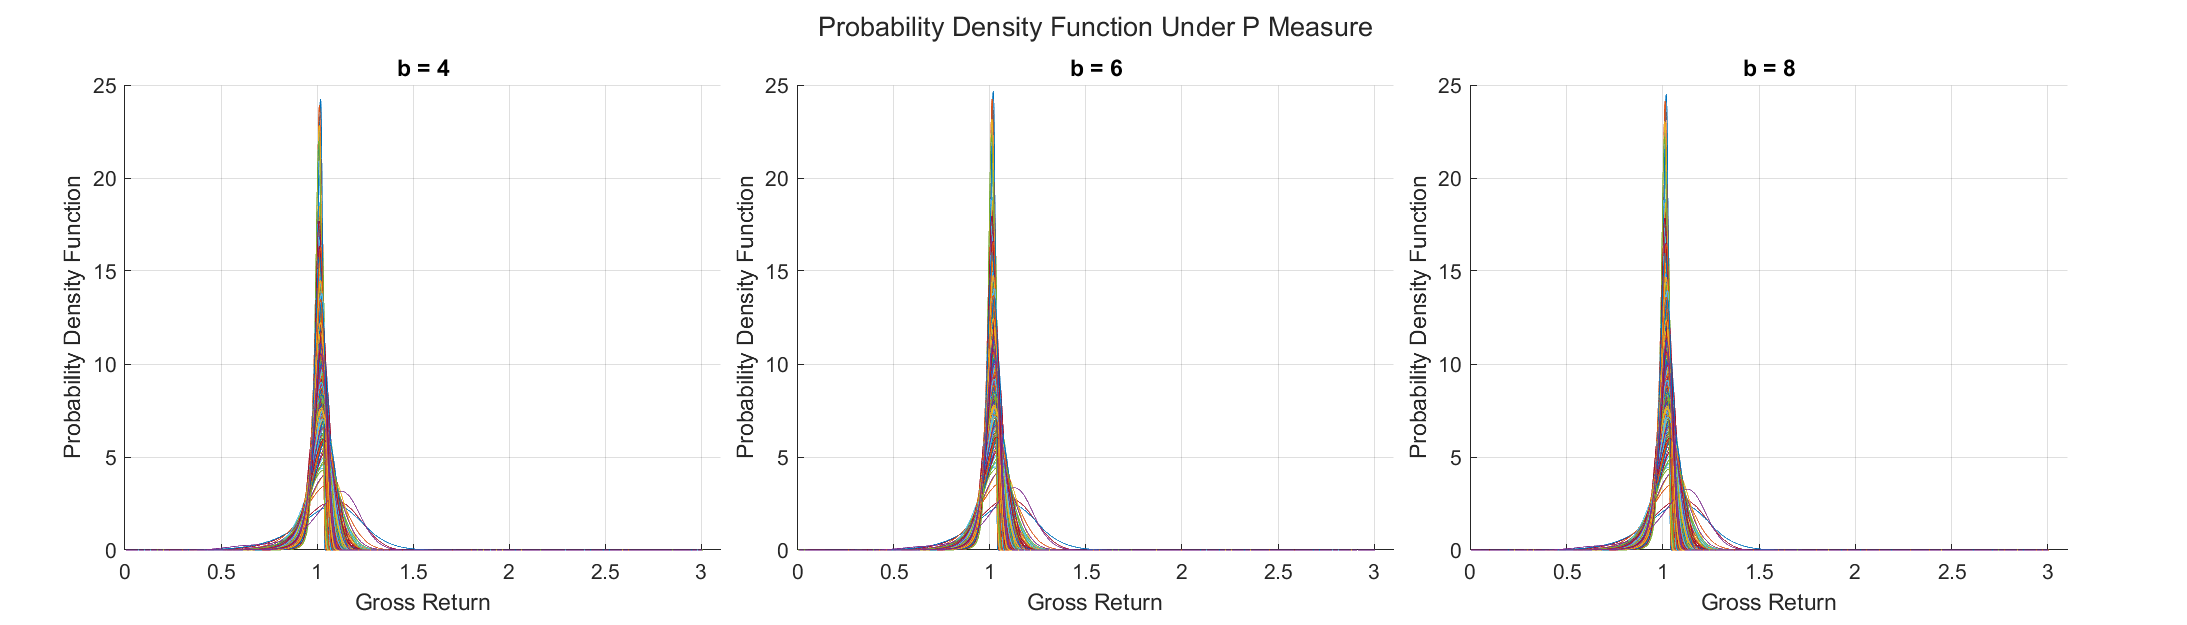 Probability Density Function Under P Measure
b = 4
25
20
15
10
5
0
0 0.5 1 1.5 2 2.5 3
Probability Density Function
Gross Return
b = 6
25
20
15
10
5
0
0 0.5 1 1.5 2 2.5 3
Probability Density Function
Gross Return
b = 8
25
20
15
10
5
0
0 0.5 1 1.5 2 2.5 3
Probability Density Function
Gross Return